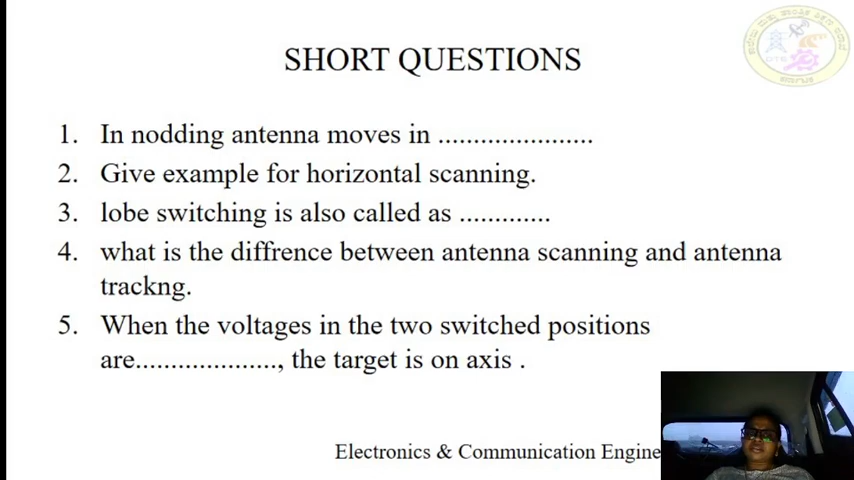 SHORT QUESTIONS
1. In nodding antenna moves in ......................
2. Give example for horizontal scanning.
3. lobe switching is also called as .............
4. what is the diffrence between antenna scanning and antenna
trackng.
5. When the voltages in the two switched positions
are...................., the target is on axis .
Electronics & Communication Engine